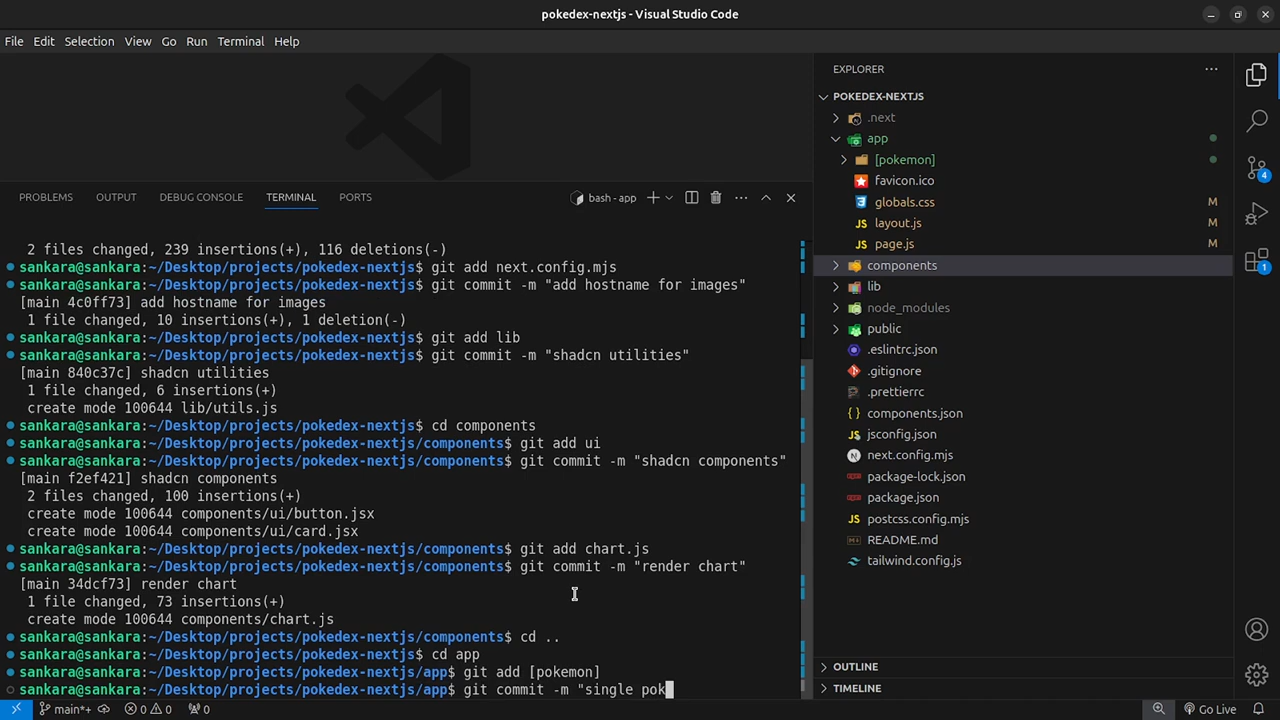 pokedex-nextjs - Visual Studio Code
File Edit Selection View Go Run Terminal Help
PROBLEMS OUTPUT DEBUG CONSOLE TERMINAL PORTS
bash - app
2 files changed, 239 insertions(+), 116 deletions(-)
sankara@sankara:~/Desktop/projects/pokedex-nextjs$ git add next.config.mjs
sankara@sankara:~/Desktop/projects/pokedex-nextjs$ git commit -m "add hostname for images"
[main 4c0ff73] add hostname for images
1 file changed, 10 insertions(+), 1 deletion(-)
sankara@sankara:~/Desktop/projects/pokedex-nextjs$ git add lib
sankara@sankara:~/Desktop/projects/pokedex-nextjs$ git commit -m "shadcn utilities"
[main 840c37c] shadcn utilities
1 file changed, 6 insertions(+)
create mode 100644 lib/utils.js
sankara@sankara:~/Desktop/projects/pokedex-nextjs$ cd components
sankara@sankara:~/Desktop/projects/pokedex-nextjs/components$ git add ui
sankara@sankara:~/Desktop/projects/pokedex-nextjs/components$ git commit -m "shadcn components"
[main f2ef421] shadcn components
2 files changed, 100 insertions(+)
create mode 100644 components/ui/button.jsx
create mode 100644 components/ui/card.jsx
sankara@sankara:~/Desktop/projects/pokedex-nextjs/components$ git add chart.js
sankara@sankara:~/Desktop/projects/pokedex-nextjs/components$ git commit -m "render chart"
[main 34dcf73] render chart
1 file changed, 73 insertions(+)
create mode 100644 components/chart.js
sankara@sankara:~/Desktop/projects/pokedex-nextjs/components$ cd ..
sankara@sankara:~/Desktop/projects/pokedex-nextjs$ cd app
sankara@sankara:~/Desktop/projects/pokedex-nextjs/app$ git add [pokemon]
sankara@sankara:~/Desktop/projects/pokedex-nextjs/app$ git commit -m "single pok
EXPLORER
POKEDEX-NEXTJS
.next
app
[pokemon]
favicon.ico
globals.css M
layout.js M
page.js M
components
lib
node_modules
public
.eslintrc.json
.gitignore
.prettierrc
components.json
jsconfig.json
next.config.mjs
package-lock.json
package.json
postcss.config.mjs
README.md
tailwind.config.js
OUTLINE
TIMELINE
4
1
main*+ 0 0 0
Go Live